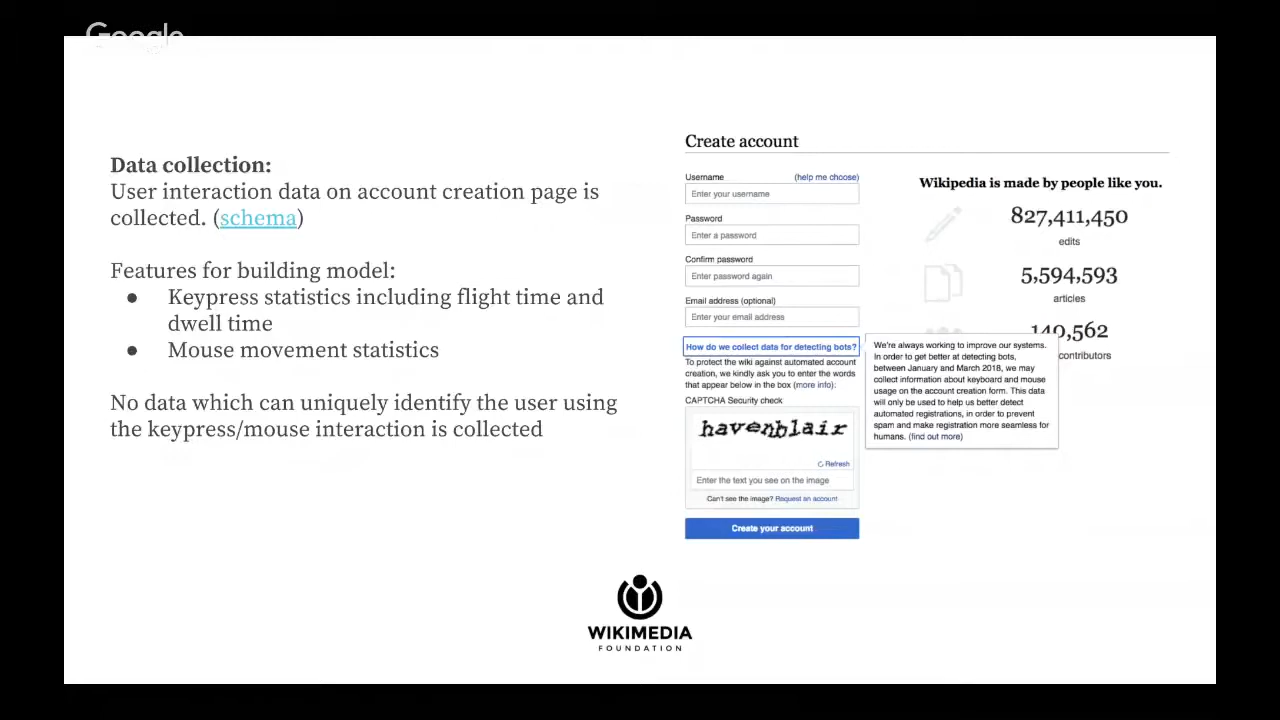 Google
Data collection:
User interaction data on account creation page is
collected. (schema)
Features for building model:
● Keypress statistics including flight time and
dwell time
● Mouse movement statistics
No data which can uniquely identify the user using
the keypress/mouse interaction is collected
Create account
Username (help me choose)
Enter your username
Password
Enter a password
Confirm password
Enter password again
Email address (optional)
Enter your email address
How do we collect data for detecting bots?
To protect the wiki against automated account
creation, we kindly ask you to enter the words
that appear below in the box (more info):
CAPTCHA Security check
havenblair
Refresh
Enter the text you see on the image
Can't see the image? Request an account
Create your account
Wikipedia is made by people like you.
827,411,450
edits
5,594,593
articles
140,562
contributors
We're always working to improve our systems.
In order to get better at detecting bots,
between January and March 2018, we may
collect information about keyboard and mouse
usage on the account creation form. This data
will only be used to help us better detect
automated registrations, in order to prevent
spam and make registration more seamless for
humans. (find out more)
WIKIMEDIA
FOUNDATION